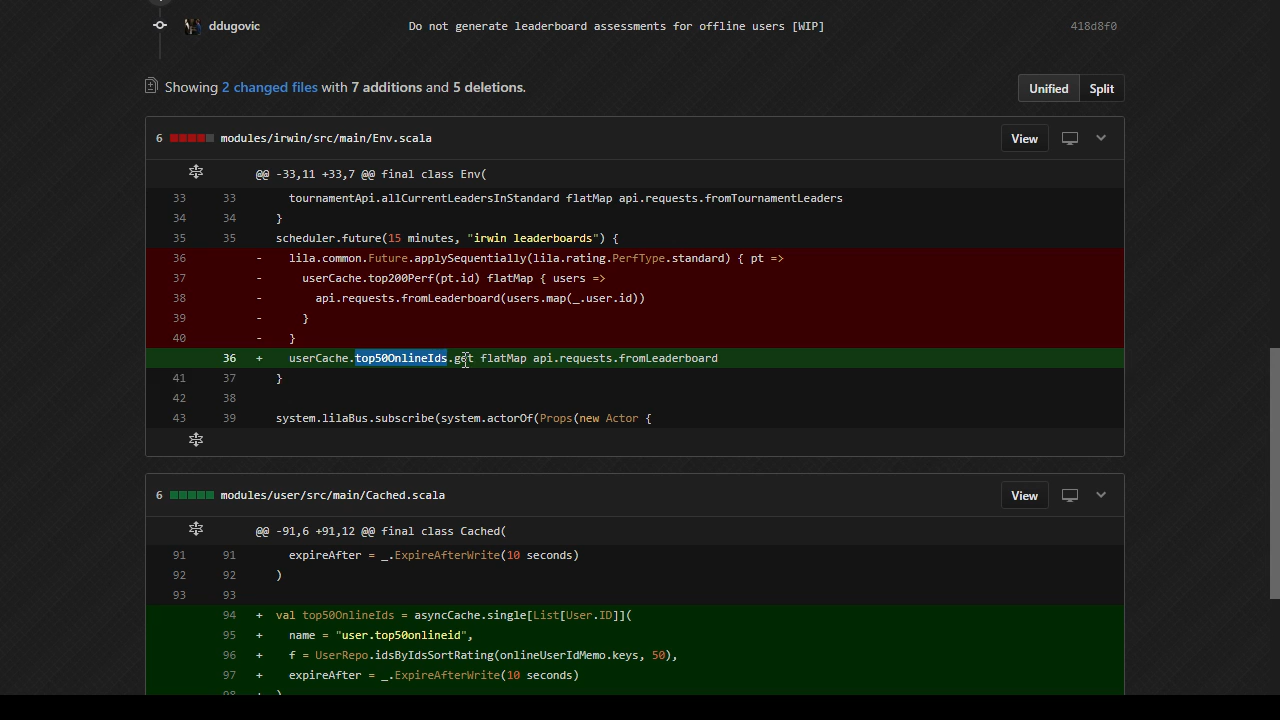 ddugovic Do not generate leaderboard assessments for offline users [WIP] 418d8f0
Showing 2 changed files with 7 additions and 5 deletions. Unified Split
6 modules/irwin/src/main/Env.scala View
@@ -33,11 +33,7 @@ final class Env(
33 33 tournamentApi.allCurrentLeadersInStandard flatMap api.requests.fromTournamentLeaders
34 34 }
35 35 scheduler.future(15 minutes, "irwin leaderboards") {
36 - lila.common.Future.applySequentially(lila.rating.PerfType.standard) { pt =>
37 - userCache.top200Perf(pt.id) flatMap { users =>
38 - api.requests.fromLeaderboard(users.map(_.user.id))
39 - }
40 - }
36 + userCache.top50OnlineIds.get flatMap api.requests.fromLeaderboard
41 37 }
42 38
43 39 system.lilaBus.subscribe(system.actorOf(Props(new Actor {
6 modules/user/src/main/Cached.scala View
@@ -91,6 +91,12 @@ final class Cached(
91 91 expireAfter = _.ExpireAfterWrite(10 seconds)
92 92 )
93 93
94 + val top50OnlineIds = asyncCache.single[List[User.ID]](
95 + name = "user.top50onlineid",
96 + f = UserRepo.idsByIdsSortRating(onlineUserIdMemo.keys, 50),
97 + expireAfter = _.ExpireAfterWrite(10 seconds)